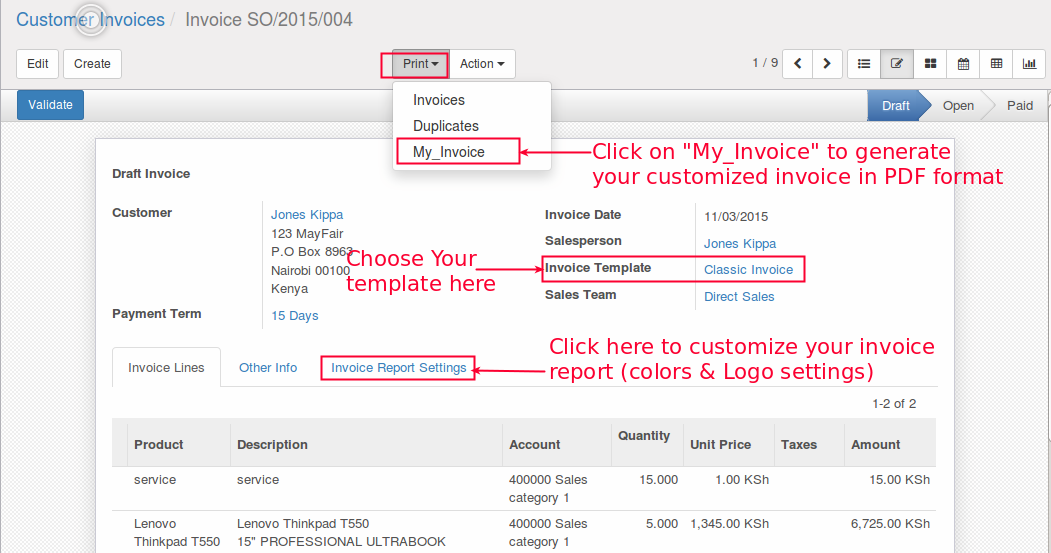 Customer Invoices / Invoice SO/2015/004
Edit Create Print Action 1 / 9
Validate Draft Open Paid
Invoices
Duplicates
My_Invoice
Click on "My_Invoice" to generate
your customized invoice in PDF format
Draft Invoice
Customer
Jones Kippa
123 MayFair
P.O Box 8963
Nairobi 00100
Kenya
Payment Term 15 Days
Choose Your
template here
Invoice Date 11/03/2015
Salesperson Jones Kippa
Invoice Template Classic Invoice
Sales Team Direct Sales
Click here to customize your invoice
report (colors & Logo settings)
Invoice Lines Other Info Invoice Report Settings
1-2 of 2
Product Description Account Quantity Unit Price Taxes Amount
service service 400000 Sales 15.000 1.00 KSh 15.00 KSh
category 1
Lenovo Lenovo Thinkpad T550 400000 Sales 5.000 1,345.00 KSh 6,725.00 KSh
Thinkpad T550 15" PROFESSIONAL ULTRABOOK category 1